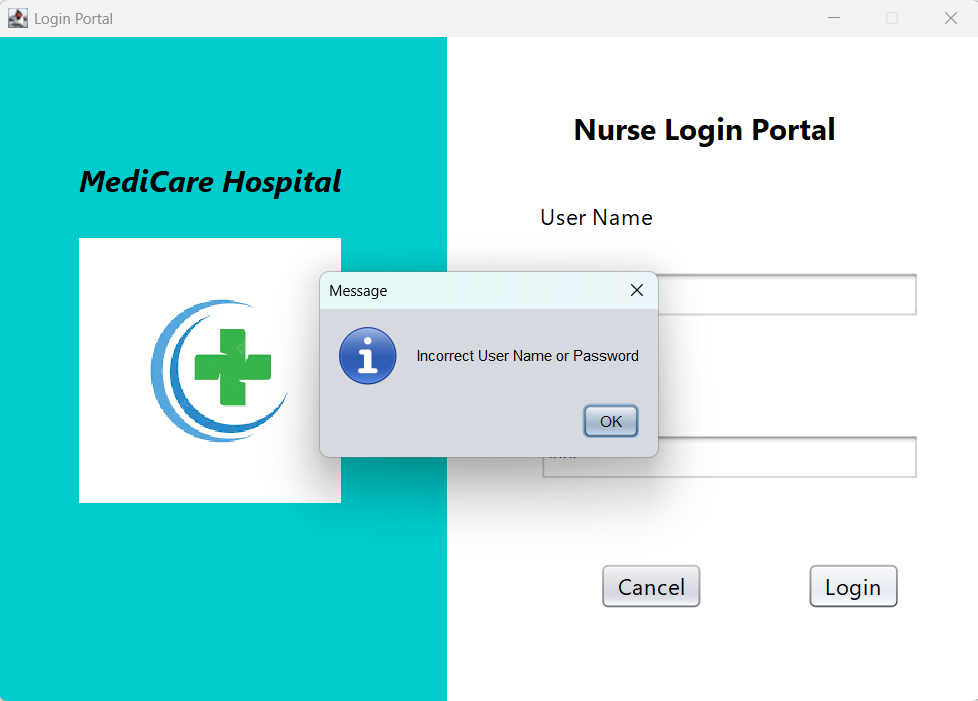 Login Portal
MediCare Hospital
Nurse Login Portal
User Name
Message
Incorrect User Name or Password
OK
Cancel
Login